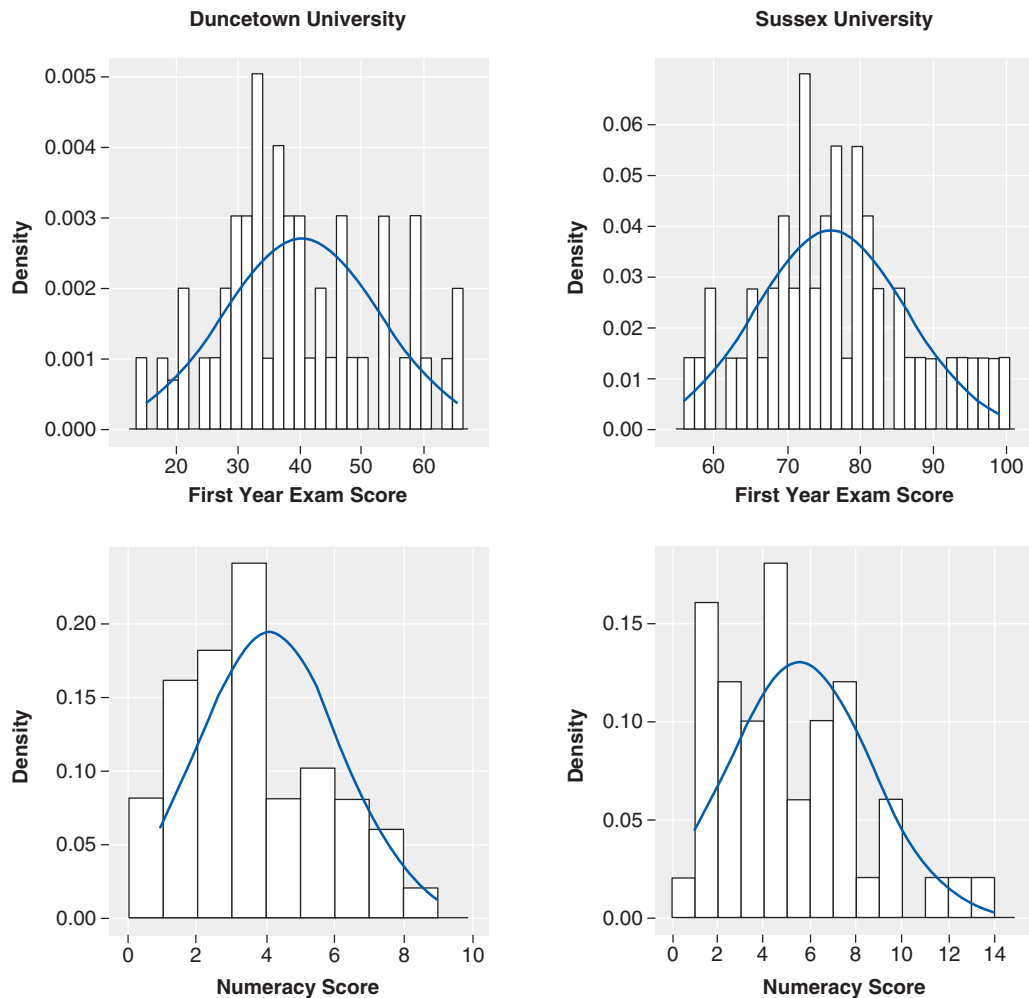 Duncetown University
Sussex University
0.005
0.004
0.003
0.002
0.001
0.000
Density
20 30 40 50 60
First Year Exam Score
0.06
0.05
0.04
0.03
0.02
0.01
0.00
Density
60 70 80 90 100
First Year Exam Score
0.20
0.15
0.10
0.05
0.00
Density
0 2 4 6 8 10
Numeracy Score
0.15
0.10
0.05
0.00
Density
0 2 4 6 8 10 12 14
Numeracy Score